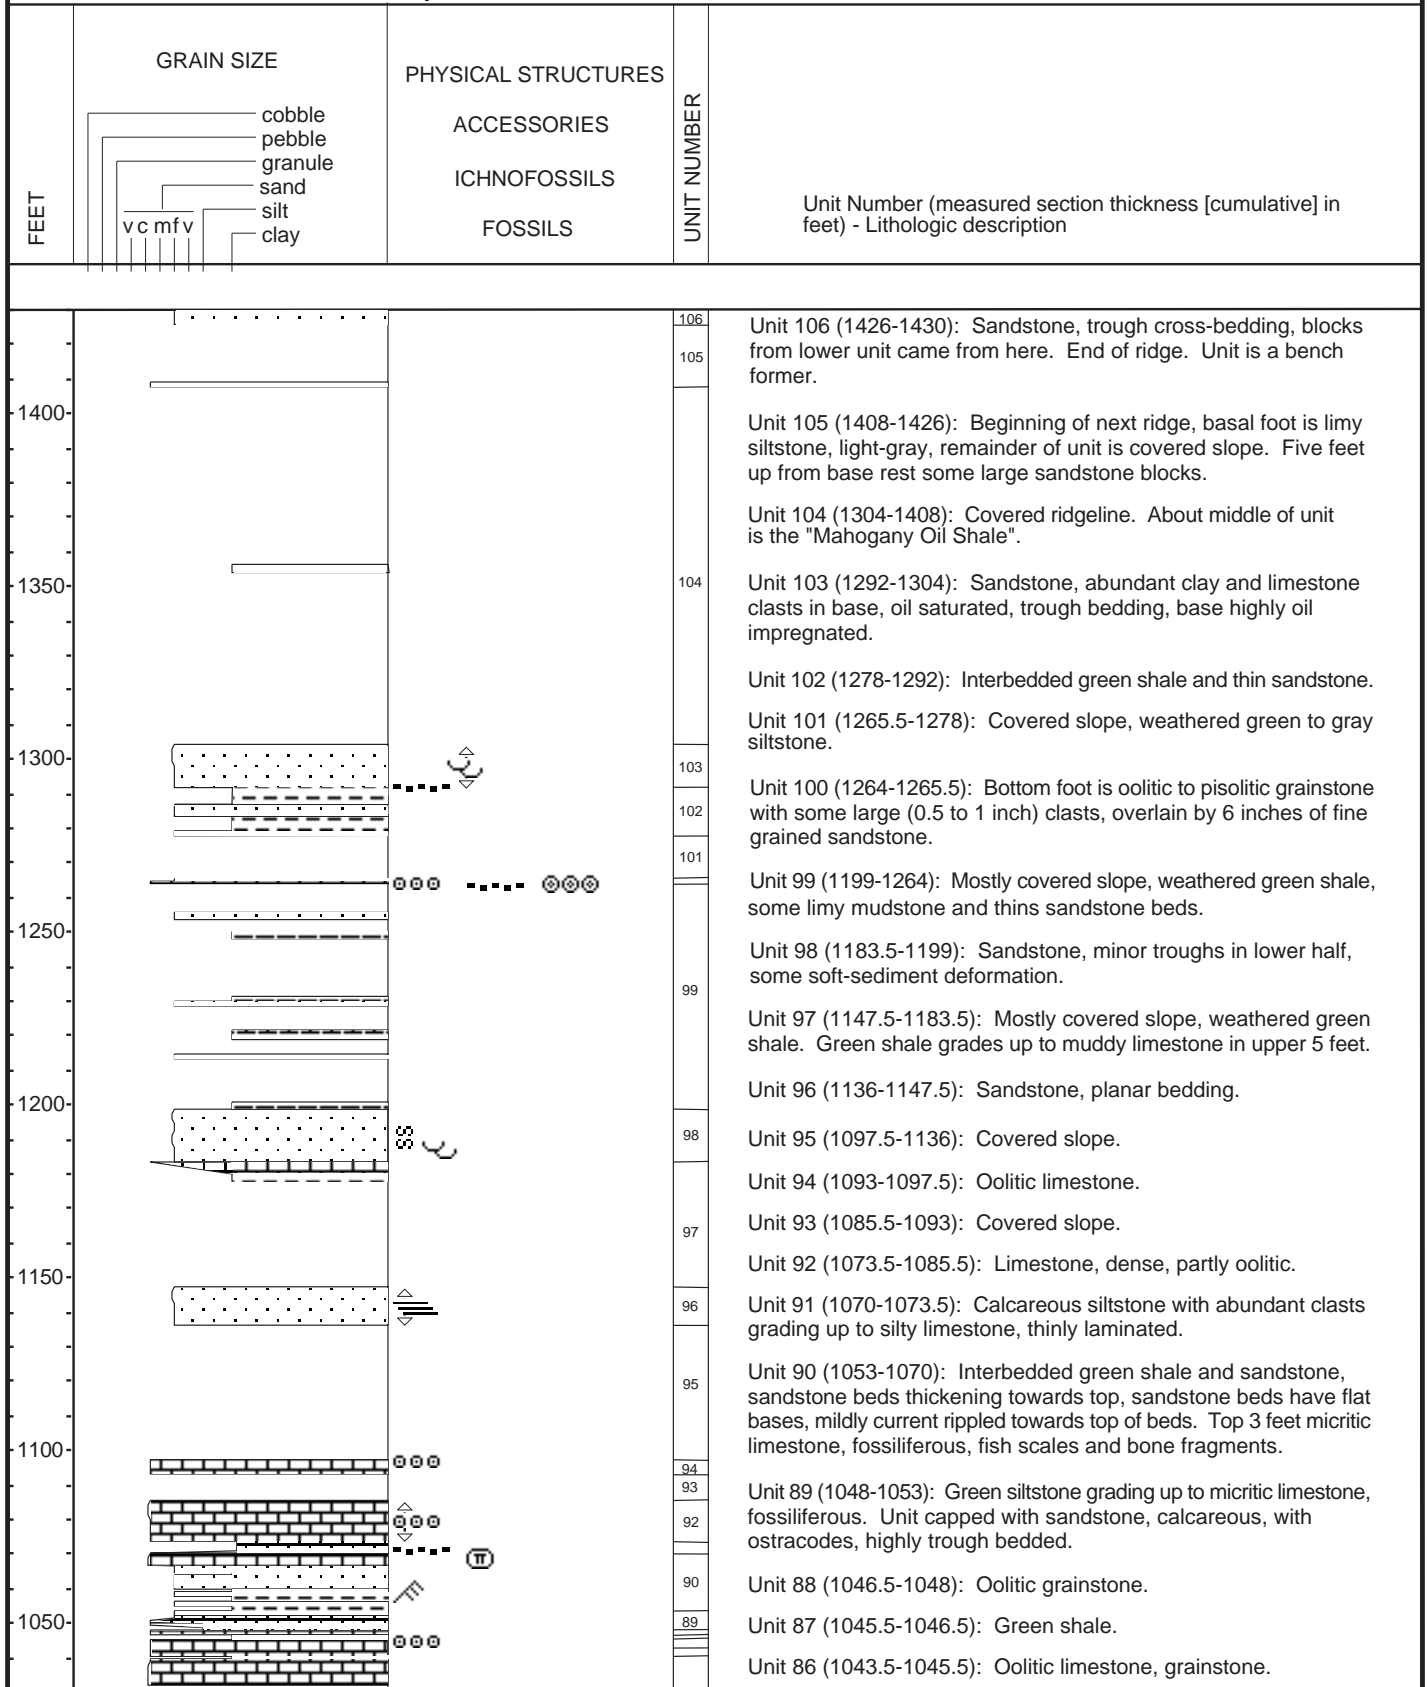 GRAIN SIZE
cobble
pebble
granule
sand
silt
clay
v c m f v
FEET
PHYSICAL STRUCTURES
ACCESSORIES
ICHNOFOSSILS
FOSSILS
UNIT NUMBER
Unit Number (measured section thickness [cumulative] in
feet) - Lithologic description
1400
1350
1300
1250
1200
1150
1100
1050
SS
π
106
105
104
103
102
101
99
98
97
96
95
94
93
92
90
89
Unit 106 (1426-1430): Sandstone, trough cross-bedding, blocks
from lower unit came from here. End of ridge. Unit is a bench
former.
Unit 105 (1408-1426): Beginning of next ridge, basal foot is limy
siltstone, light-gray, remainder of unit is covered slope. Five feet
up from base rest some large sandstone blocks.
Unit 104 (1304-1408): Covered ridgeline. About middle of unit
is the "Mahogany Oil Shale".
Unit 103 (1292-1304): Sandstone, abundant clay and limestone
clasts in base, oil saturated, trough bedding, base highly oil
impregnated.
Unit 102 (1278-1292): Interbedded green shale and thin sandstone.
Unit 101 (1265.5-1278): Covered slope, weathered green to gray
siltstone.
Unit 100 (1264-1265.5): Bottom foot is oolitic to pisolitic grainstone
with some large (0.5 to 1 inch) clasts, overlain by 6 inches of fine
grained sandstone.
Unit 99 (1199-1264): Mostly covered slope, weathered green shale,
some limy mudstone and thins sandstone beds.
Unit 98 (1183.5-1199): Sandstone, minor troughs in lower half,
some soft-sediment deformation.
Unit 97 (1147.5-1183.5): Mostly covered slope, weathered green
shale. Green shale grades up to muddy limestone in upper 5 feet.
Unit 96 (1136-1147.5): Sandstone, planar bedding.
Unit 95 (1097.5-1136): Covered slope.
Unit 94 (1093-1097.5): Oolitic limestone.
Unit 93 (1085.5-1093): Covered slope.
Unit 92 (1073.5-1085.5): Limestone, dense, partly oolitic.
Unit 91 (1070-1073.5): Calcareous siltstone with abundant clasts
grading up to silty limestone, thinly laminated.
Unit 90 (1053-1070): Interbedded green shale and sandstone,
sandstone beds thickening towards top, sandstone beds have flat
bases, mildly current rippled towards top of beds. Top 3 feet micritic
limestone, fossiliferous, fish scales and bone fragments.
Unit 89 (1048-1053): Green siltstone grading up to micritic limestone,
fossiliferous. Unit capped with sandstone, calcareous, with
ostracodes, highly trough bedded.
Unit 88 (1046.5-1048): Oolitic grainstone.
Unit 87 (1045.5-1046.5): Green shale.
Unit 86 (1043.5-1045.5): Oolitic limestone, grainstone.